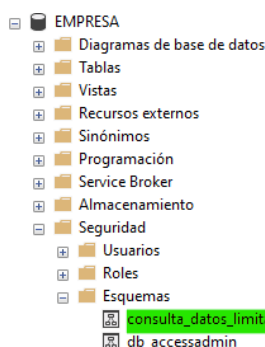 EMPRESA
Diagramas de base de datos
Tablas
Vistas
Recursos externos
Sinónimos
Programación
Service Broker
Almacenamiento
Seguridad
Usuarios
Roles
Esquemas
consulta_datos_limit
db_accessadmin